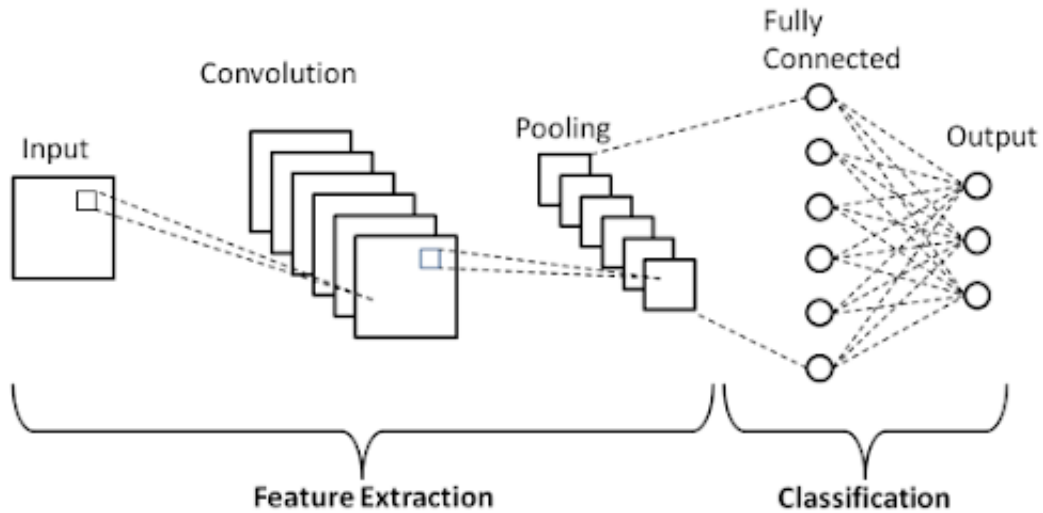 Fully
Connected
Convolution
Pooling
Input
Output
Feature Extraction
Classification